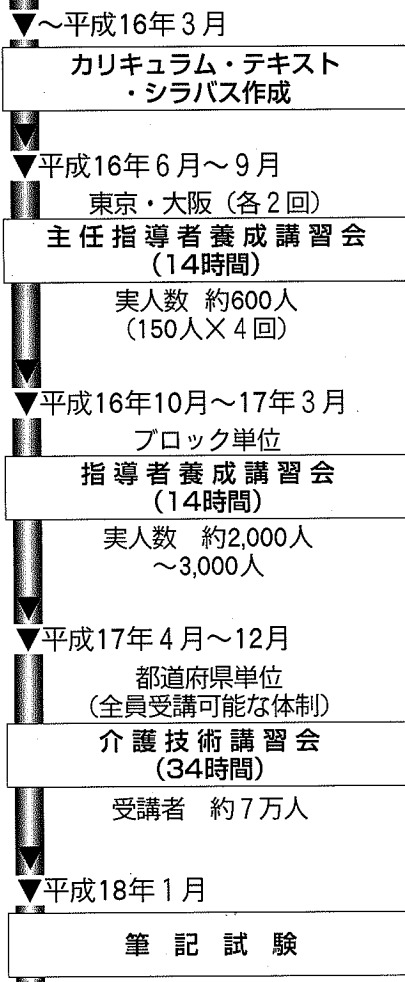 ▼～平成16年3月
カリキュラム・テキスト
・シラバス作成
▼平成16年6月～9月
東京・大阪（各2回）
主任指導者養成講習会
（14時間）
実人数 約600人
（150人×4回）
▼平成16年10月～17年3月
ブロック単位
指導者養成講習会
（14時間）
実人数 約2,000人
～3,000人
▼平成17年4月～12月
都道府県単位
（全員受講可能な体制）
介護技術講習会
（34時間）
受講者 約7万人
▼平成18年1月
筆記試験